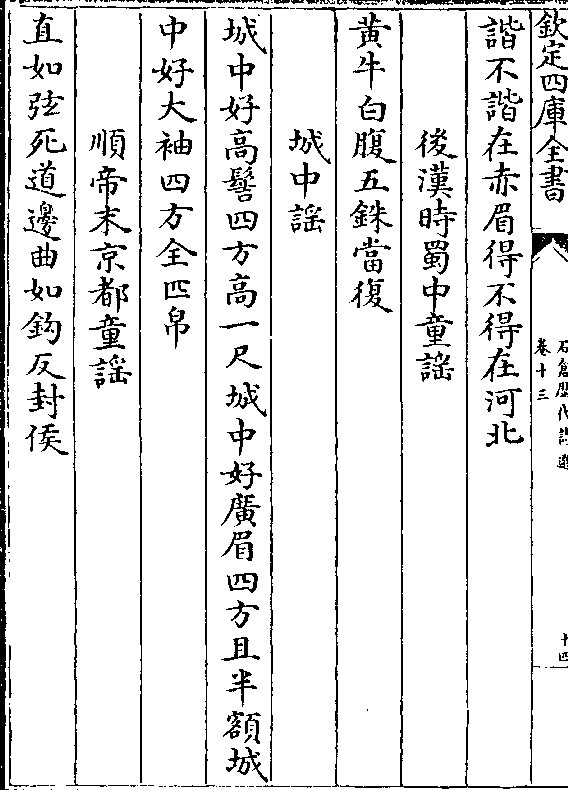 欽定四庫全書
石倉歷代詩選
卷十三
十四
諧不諧在赤眉得不得在河北
後漢時蜀中童謡
黄牛白腹五銖當復
城中謡
城中好高髻四方高一尺城中好廣眉四方且半額城
中好大袖四方全匹帛
順帝末京都童謡
直如弦死道邊曲如鈎反封侯